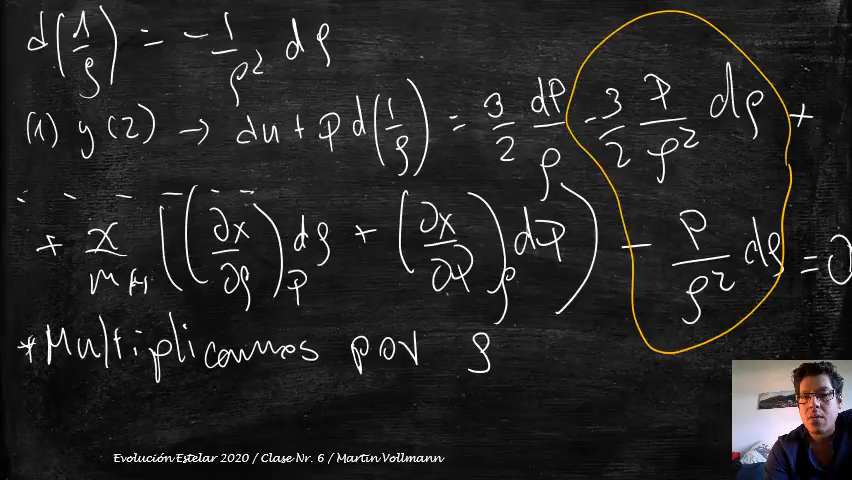 d(1/ρ) = -1/ρ² dρ
(1) y (2) → du + P d(1/ρ) = 3/2 dP/ρ - 3/2 P/ρ² dρ +
+ χ/m_H ((∂x/∂ρ)_P dρ + (∂x/∂P)_ρ dP) - P/ρ² dρ = 0
*Multiplicamos por ρ
Evolución Estelar 2020 / Clase Nr. 6 / Martin Vollmann